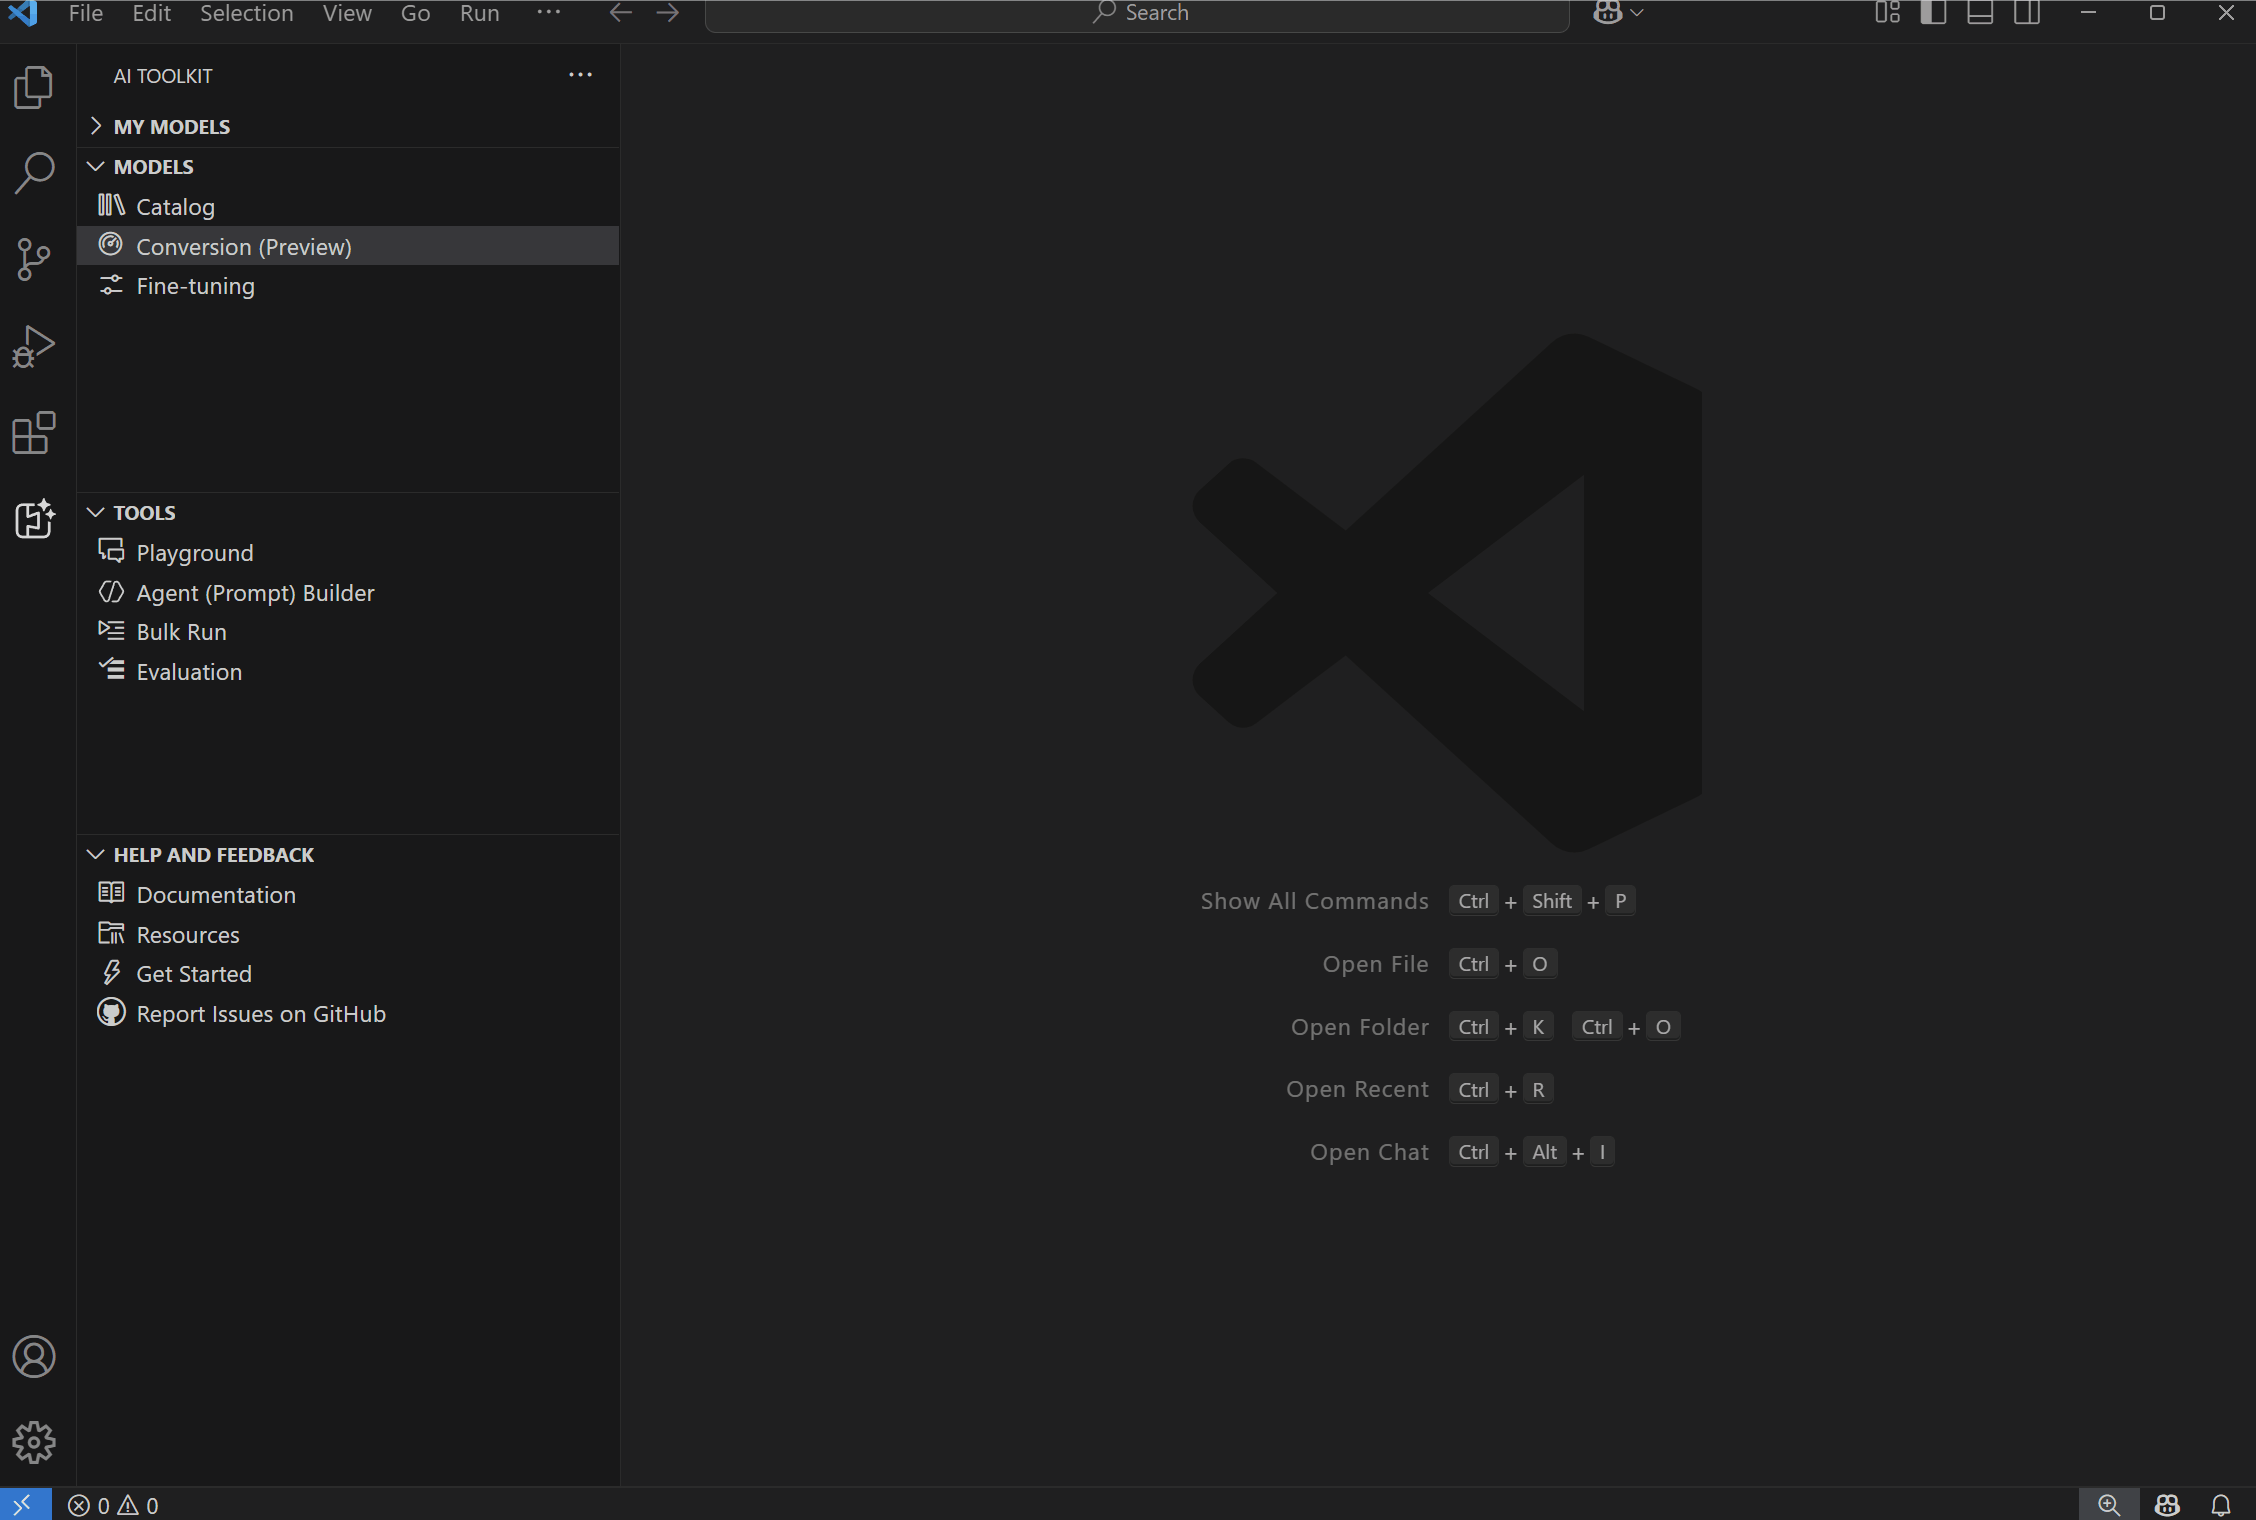 File Edit Selection View Go Run ···
Search
AI TOOLKIT
MY MODELS
MODELS
Catalog
Conversion (Preview)
Fine-tuning
TOOLS
Playground
Agent (Prompt) Builder
Bulk Run
Evaluation
HELP AND FEEDBACK
Documentation
Resources
Get Started
Report Issues on GitHub
Show All Commands Ctrl + Shift + P
Open File Ctrl + O
Open Folder Ctrl + K Ctrl + O
Open Recent Ctrl + R
Open Chat Ctrl + Alt + I
0 0